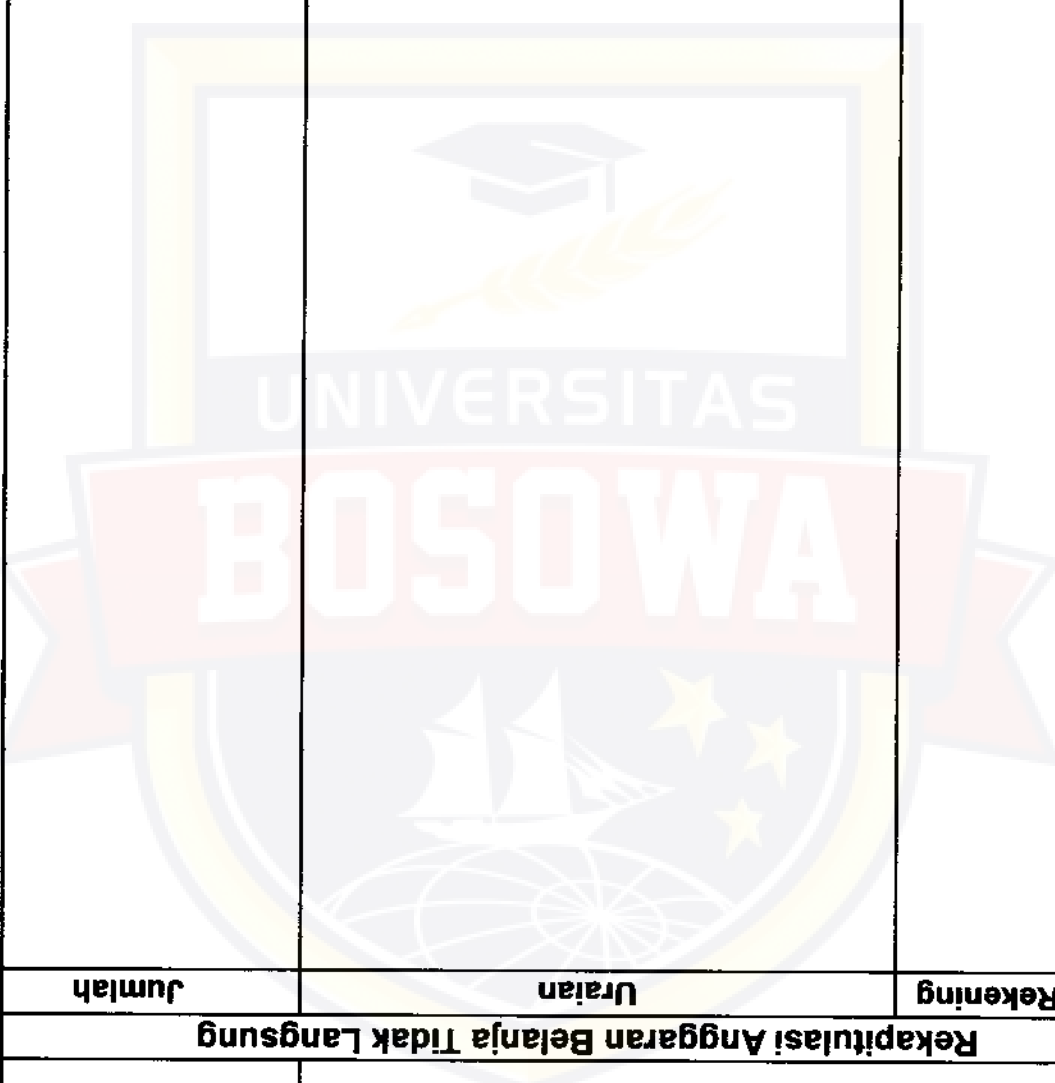 Rekapitulasi Anggaran Belanja Tidak Langsung
Rekening Uraian Jumlah
UNIVERSITAS
BOSOWA